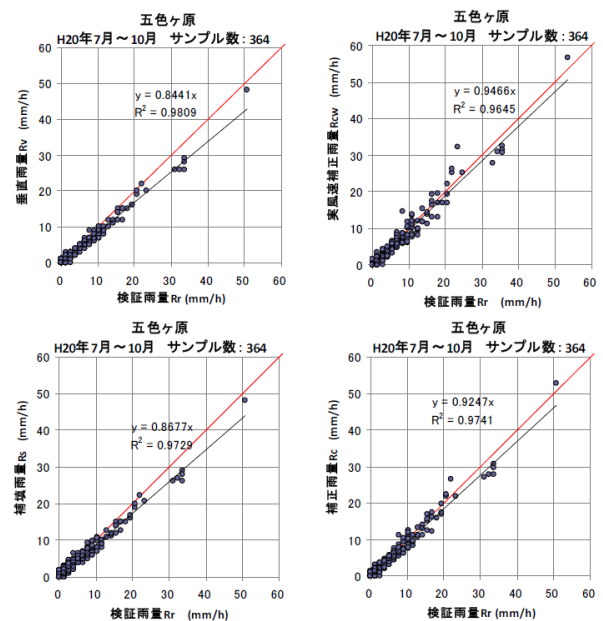 五色ヶ原
H20年7月～10月　サンプル数：364
60
50
40
30
20
10
0
垂直雨量Rv　(mm/h)
y = 0.8441x
R² = 0.9809
0 10 20 30 40 50 60
検証雨量Rr (mm/h)
五色ヶ原
H20年7月～10月　サンプル数：364
60
50
40
30
20
10
0
実風速補正雨量Rcw　(mm/h)
y = 0.9466x
R² = 0.9645
0 10 20 30 40 50 60
検証雨量Rr　(mm/h)
五色ヶ原
H20年7月～10月　サンプル数：364
60
50
40
30
20
10
0
補填雨量Rs　(mm/h)
y = 0.8677x
R² = 0.9729
0 10 20 30 40 50 60
検証雨量Rr　(mm/h)
五色ヶ原
H20年7月～10月　サンプル数：364
60
50
40
30
20
10
0
補正雨量Rc　(mm/h)
y = 0.9247x
R² = 0.9741
0 10 20 30 40 50 60
検証雨量Rr (mm/h)